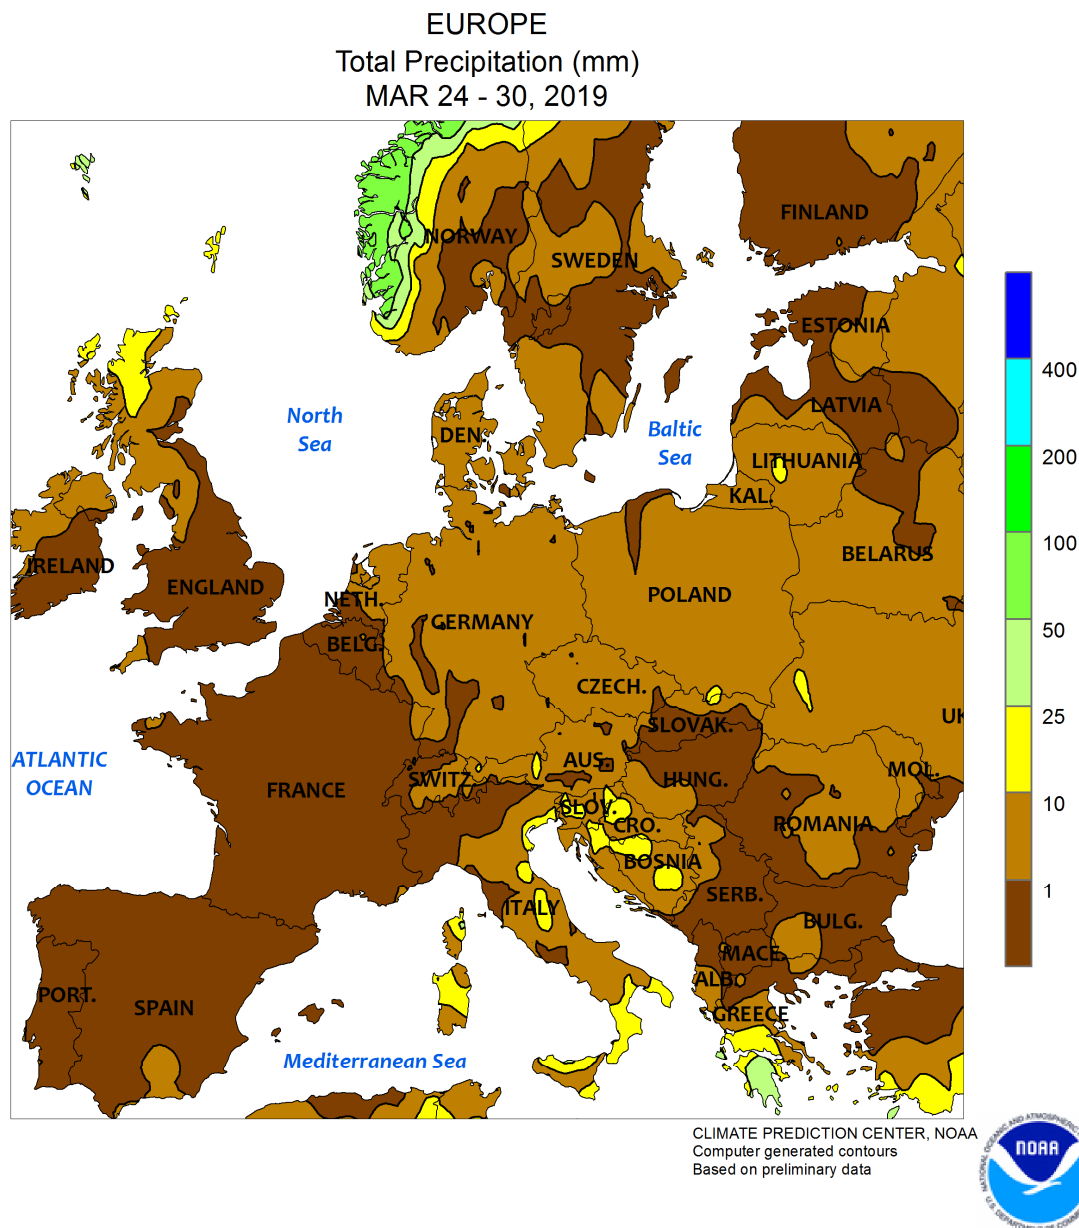 EUROPE
Total Precipitation (mm)
MAR 24 - 30, 2019
FINLAND
NORWAY
SWEDEN
ESTONIA
North
Sea
LATVIA
DEN.
Baltic
Sea
LITHUANIA
KAL.
BELARUS
IRELAND
ENGLAND
NETH.
POLAND
GERMANY
BELG.
CZECH.
UK
SLOVAK.
ATLANTIC
OCEAN
AUS.
MOL.
SWITZ.
HUNG.
FRANCE
SLOV.
CRO.
ROMANIA
BOSNIA
SERB.
ITALY
BULG.
MACE.
ALB.
PORT.
SPAIN
GREECE
Mediterranean Sea
400
200
100
50
25
10
1
CLIMATE PREDICTION CENTER, NOAA
Computer generated contours
Based on preliminary data
NOAA